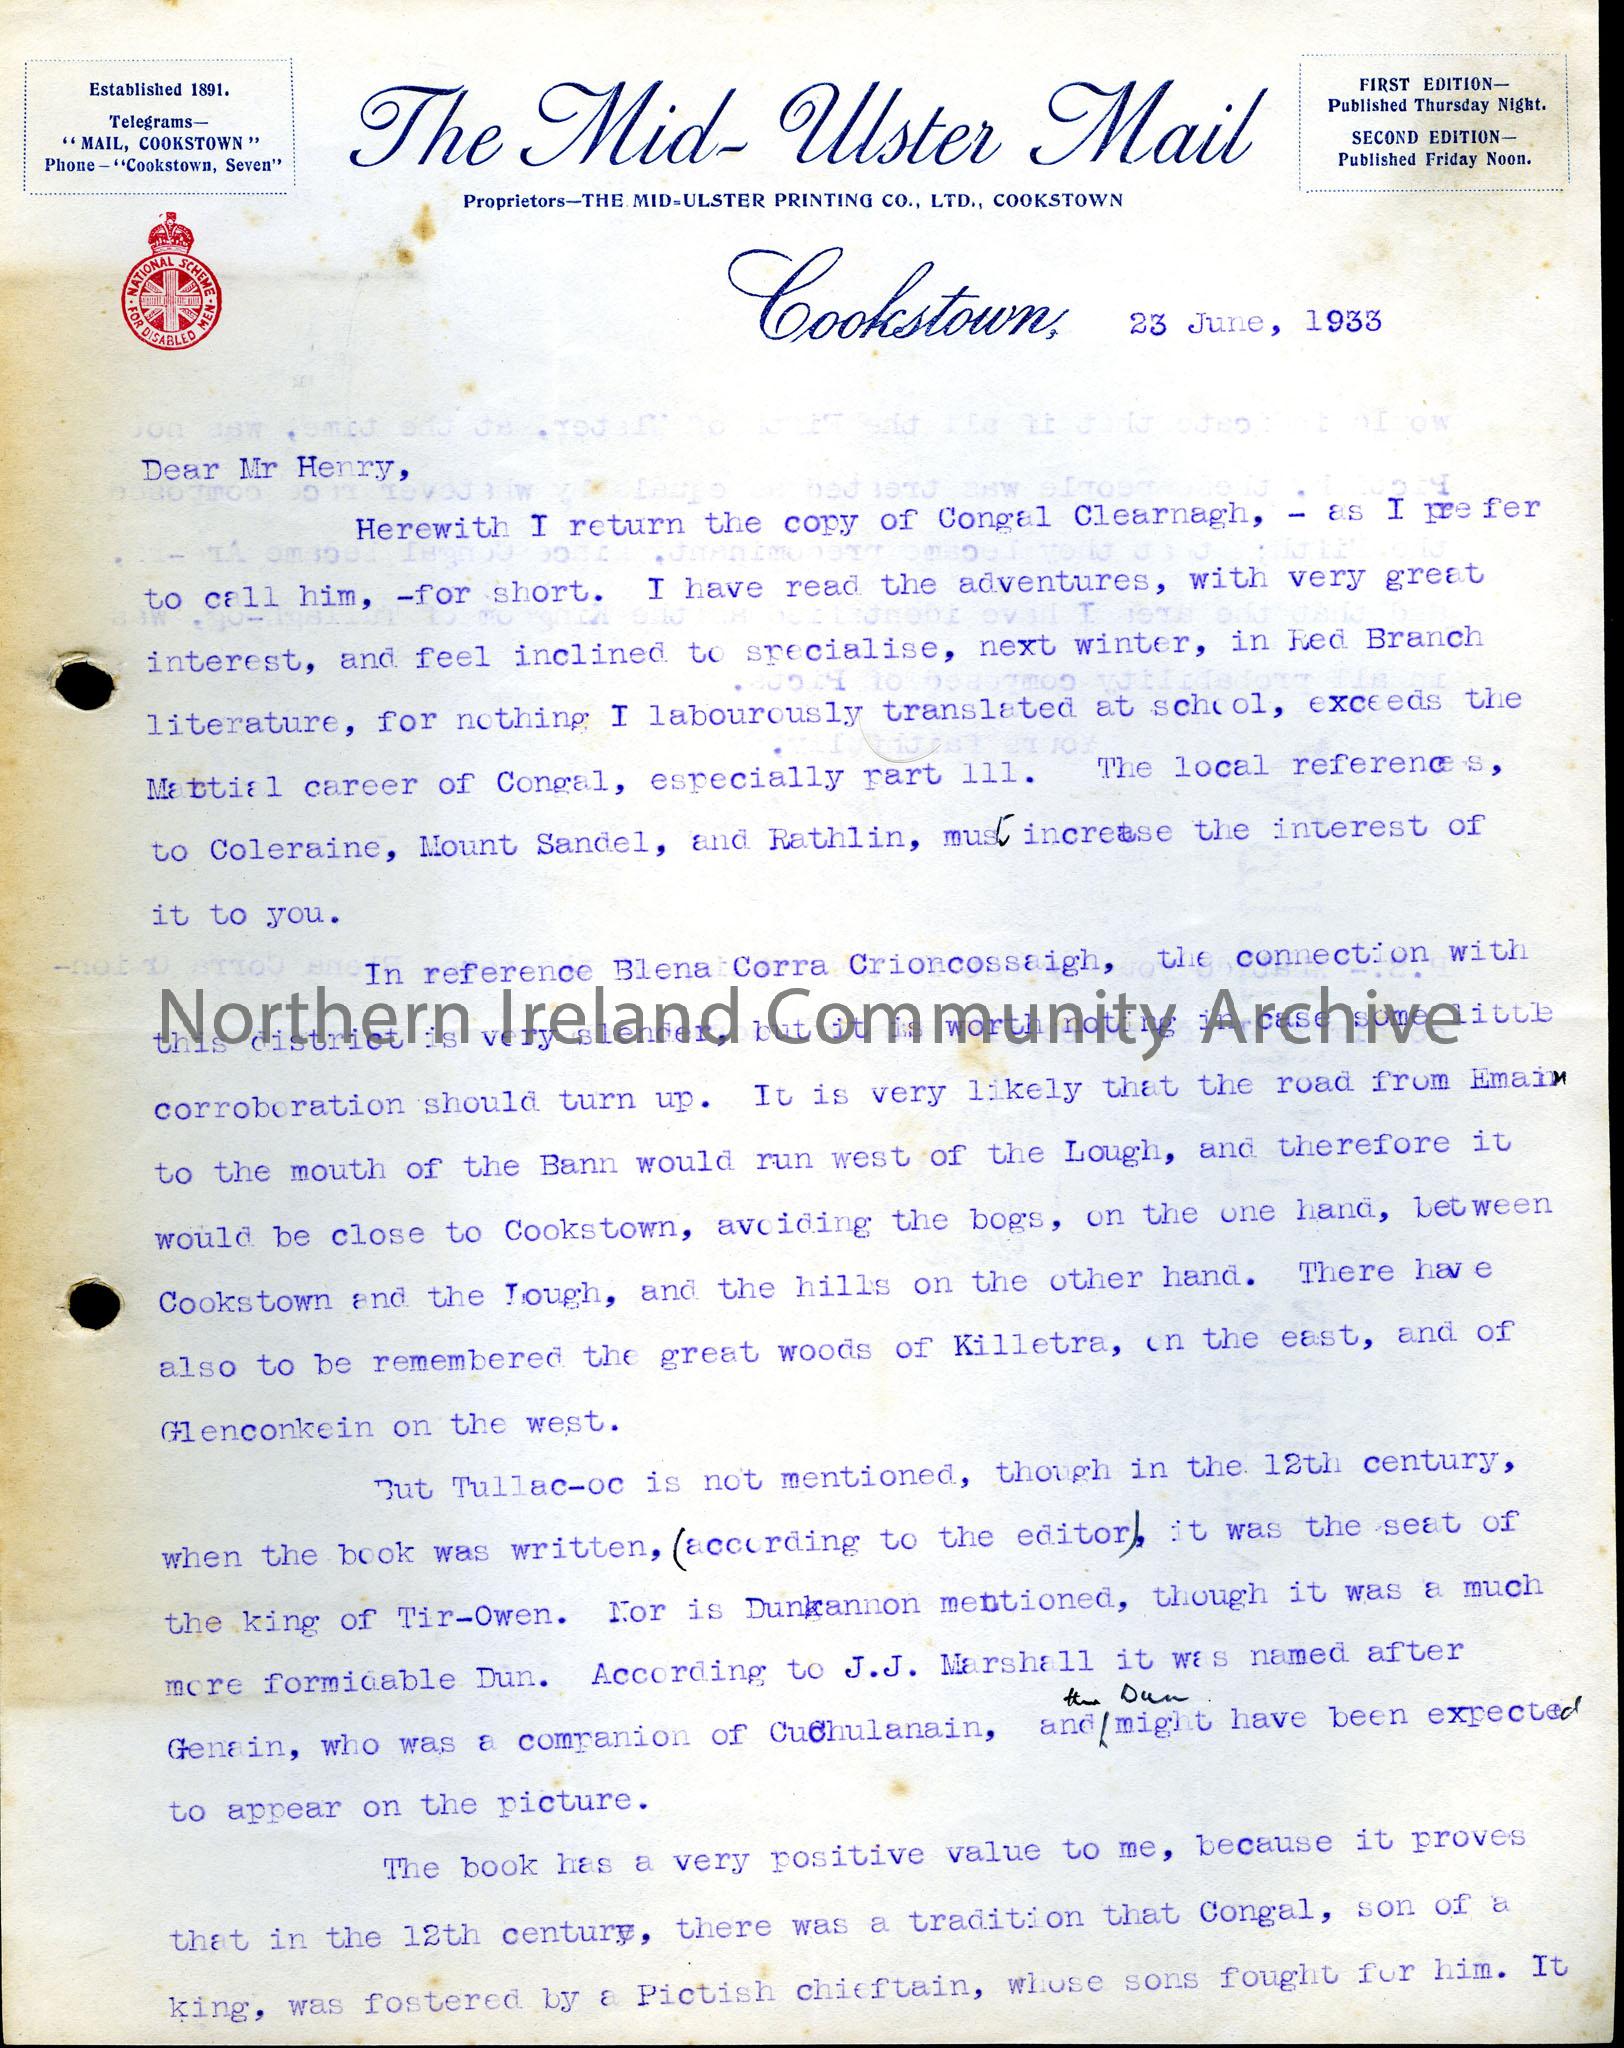 Established 1891.
Telegrams—
"MAIL, COOKSTOWN"
Phone—"Cookstown, Seven"
The Mid-Ulster Mail
Proprietors—THE MID-ULSTER PRINTING CO., LTD., COOKSTOWN
FIRST EDITION—
Published Thursday Night.
SECOND EDITION—
Published Friday Noon.
NATIONAL SCHEME
FOR DISABLED MEN
Cookstown, 23 June, 1933
Dear Mr Henry,
Herewith I return the copy of Congal Clearnagh, - as I prefer
to call him, -for short. I have read the adventures, with very great
interest, and feel inclined to specialise, next winter, in Red Branch
literature, for nothing I labourously translated at school, exceeds the
Martial career of Congal, especially part 111. The local references,
to Coleraine, Mount Sandel, and Rathlin, must increase the interest of
it to you.
In reference Blena Corra Crioncossaigh, the connection with
this district is very slender, but it is worth noting in case some little
Northern Ireland Community Archive
corroboration should turn up. It is very likely that the road from Emain
to the mouth of the Bann would run west of the Lough, and therefore it
would be close to Cookstown, avoiding the bogs, on the one hand, between
Cookstown and the Lough, and the hills on the other hand. There have
also to be remembered the great woods of Killetra, on the east, and of
Glenconkein on the west.
But Tullac-oc is not mentioned, though in the 12th century,
when the book was written, (according to the editor), it was the seat of
the king of Tir-Owen. Nor is Dungannon mentioned, though it was a much
more formidable Dun. According to J.J. Marshall it was named after
Genain, who was a companion of CuChulanain, and the Dun might have been expected
to appear on the picture.
The book has a very positive value to me, because it proves
that in the 12th century, there was a tradition that Congal, son of a
king, was fostered by a Pictish chieftain, whose sons fought for him. It